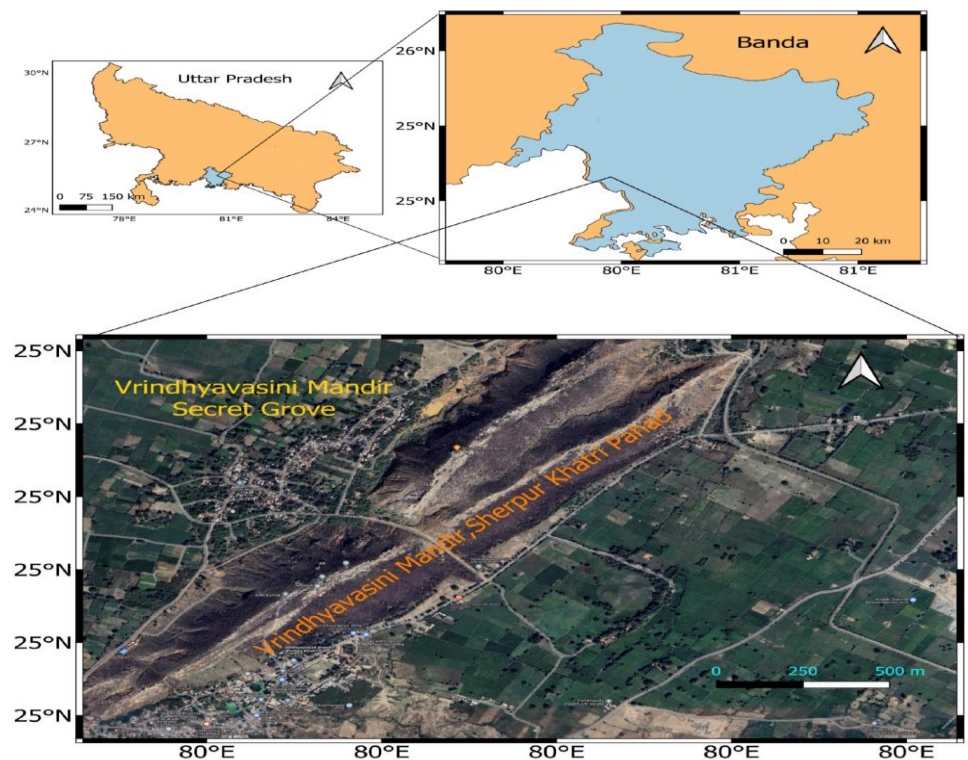 Uttar Pradesh
30°N
27°N
24°N
0 75 150 km
78°E 81°E 84°E
Banda
26°N
25°N
25°N
0 10 20 km
80°E 80°E 81°E 81°E
25°N
25°N
25°N
25°N
25°N
25°N
Vrindhyavasini Mandir
Secret Grove
Vrindhyavasini Mandir ,Sherpur Khatri Pahad
0 250 500 m
80°E 80°E 80°E 80°E 80°E